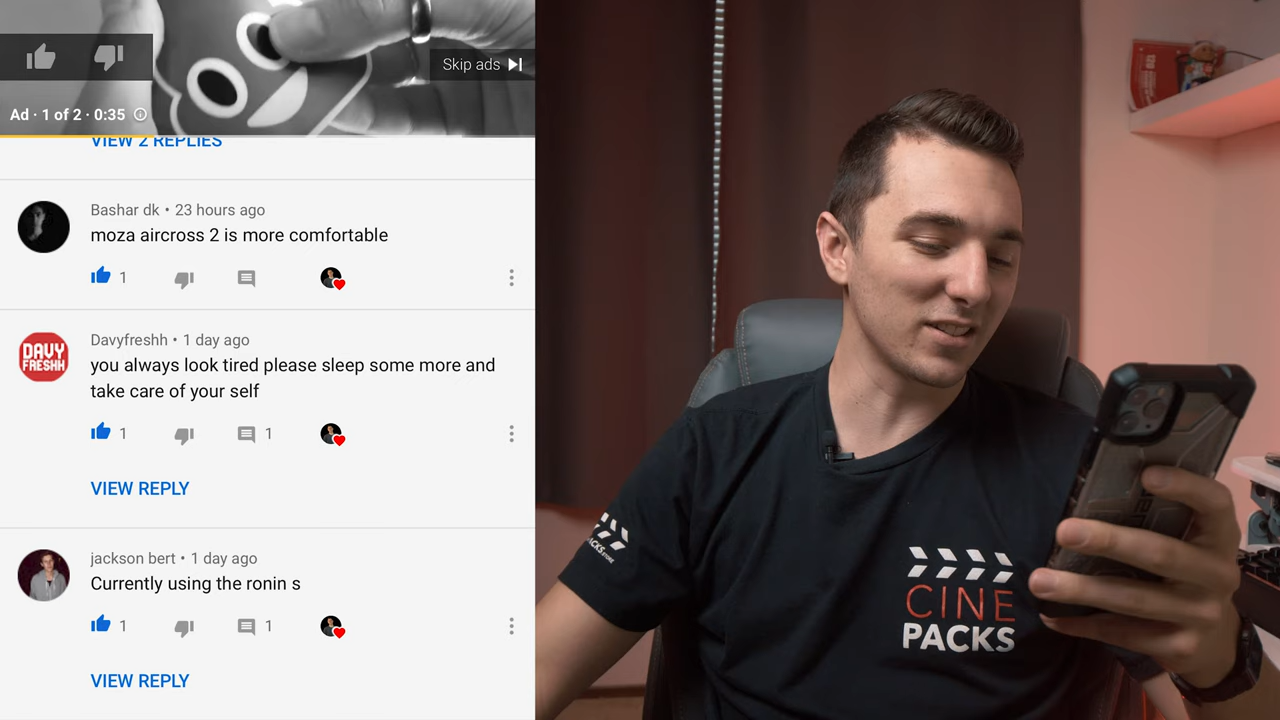 Skip ads
Ad · 1 of 2 · 0:35
VIEW 2 REPLIES
Bashar dk • 23 hours ago
moza aircross 2 is more comfortable
1
DAVY
FRESHH
Davyfreshh • 1 day ago
you always look tired please sleep some more and
take care of your self
1
1
VIEW REPLY
jackson bert • 1 day ago
Currently using the ronin s
1
1
VIEW REPLY
CINE
PACKS